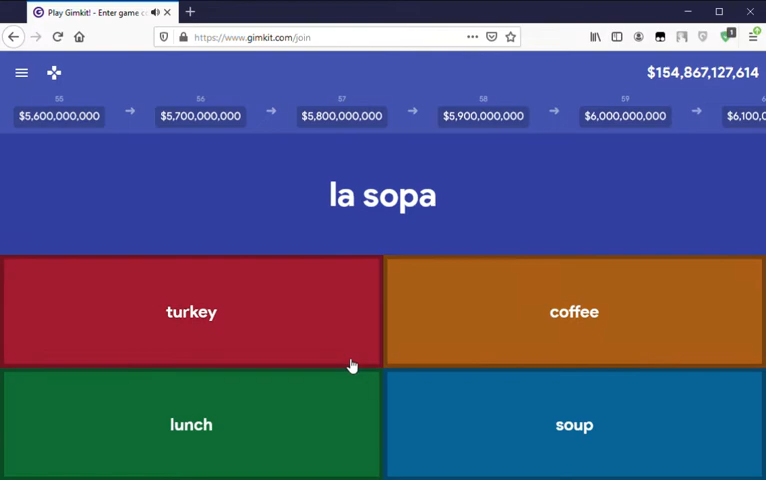 Play Gimkit! - Enter game c
https://www.gimkit.com/join
1
$154,867,127,614
55 56 57 58 59 6
$5,600,000,000 → $5,700,000,000 → $5,800,000,000 → $5,900,000,000 → $6,000,000,000 → $6,100,0
la sopa
turkey coffee
lunch soup